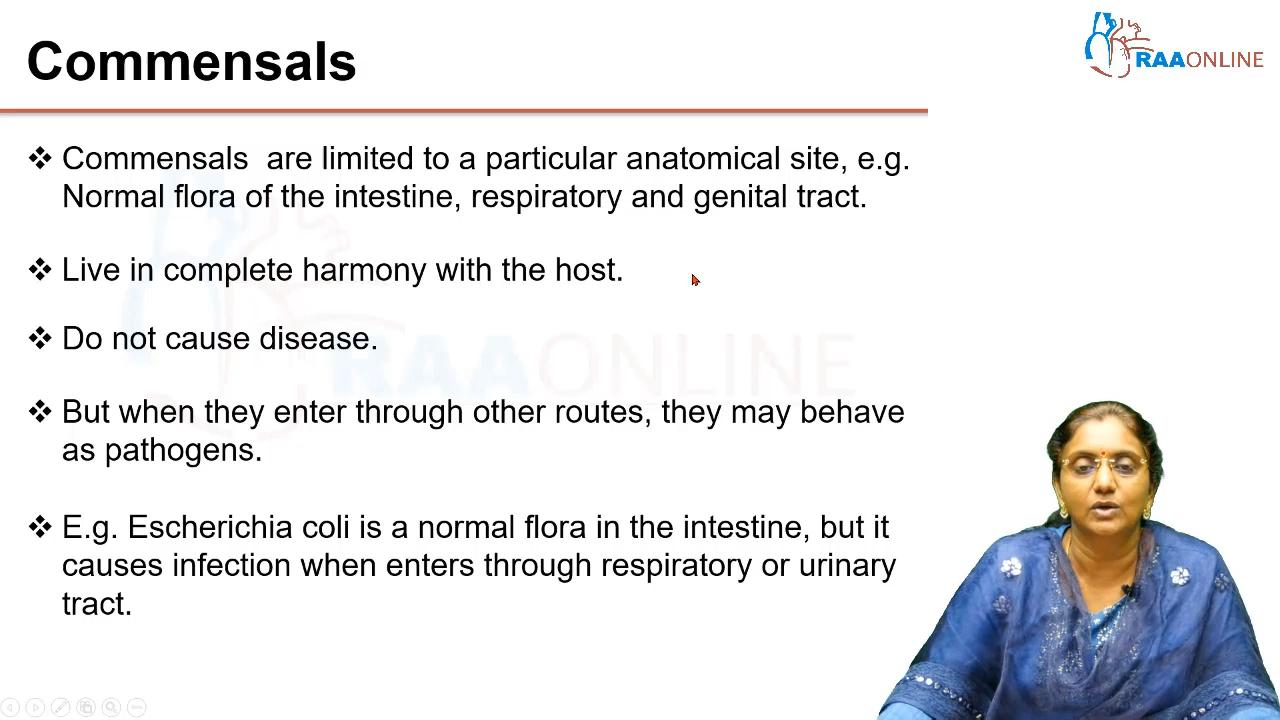 Commensals
RAAONLINE
❖ Commensals are limited to a particular anatomical site, e.g.
Normal flora of the intestine, respiratory and genital tract.
❖ Live in complete harmony with the host.
❖ Do not cause disease.
RAAONLINE
❖ But when they enter through other routes, they may behave
as pathogens.
❖ E.g. Escherichia coli is a normal flora in the intestine, but it
causes infection when enters through respiratory or urinary
tract.